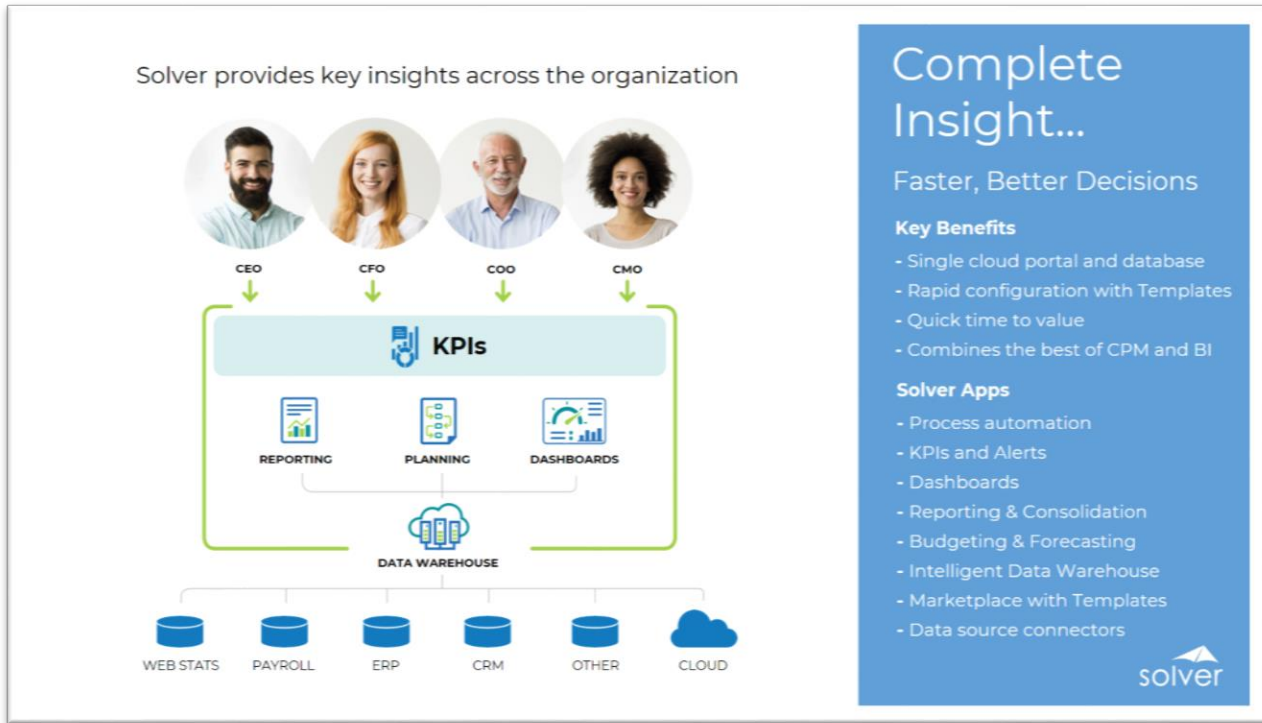 Solver provides key insights across the organization
CEO
CFO
COO
CMO
KPIs
REPORTING
PLANNING
DASHBOARDS
DATA WAREHOUSE
WEB STATS
PAYROLL
ERP
CRM
OTHER
CLOUD
Complete
Insight...
Faster, Better Decisions
Key Benefits
- Single cloud portal and database
- Rapid configuration with Templates
- Quick time to value
- Combines the best of CPM and BI
Solver Apps
- Process automation
- KPIs and Alerts
- Dashboards
- Reporting & Consolidation
- Budgeting & Forecasting
- Intelligent Data Warehouse
- Marketplace with Templates
- Data source connectors
solver